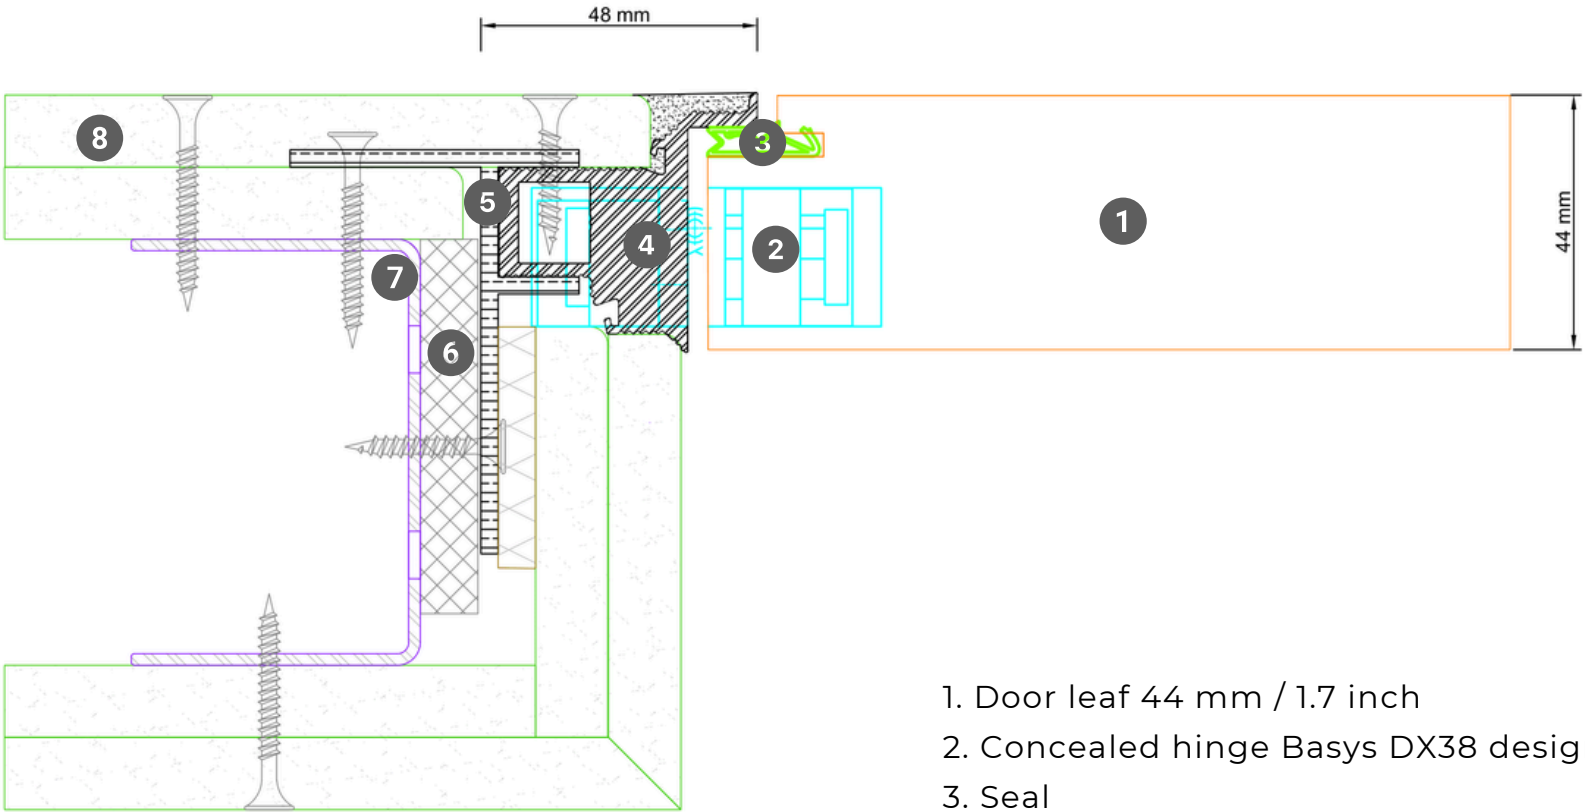 48 mm
8
3
5
1
4
2
44 mm
7
6
1. Door leaf 44 mm / 1.7 inch
2. Concealed hinge Basys DX38 desig
3. Seal